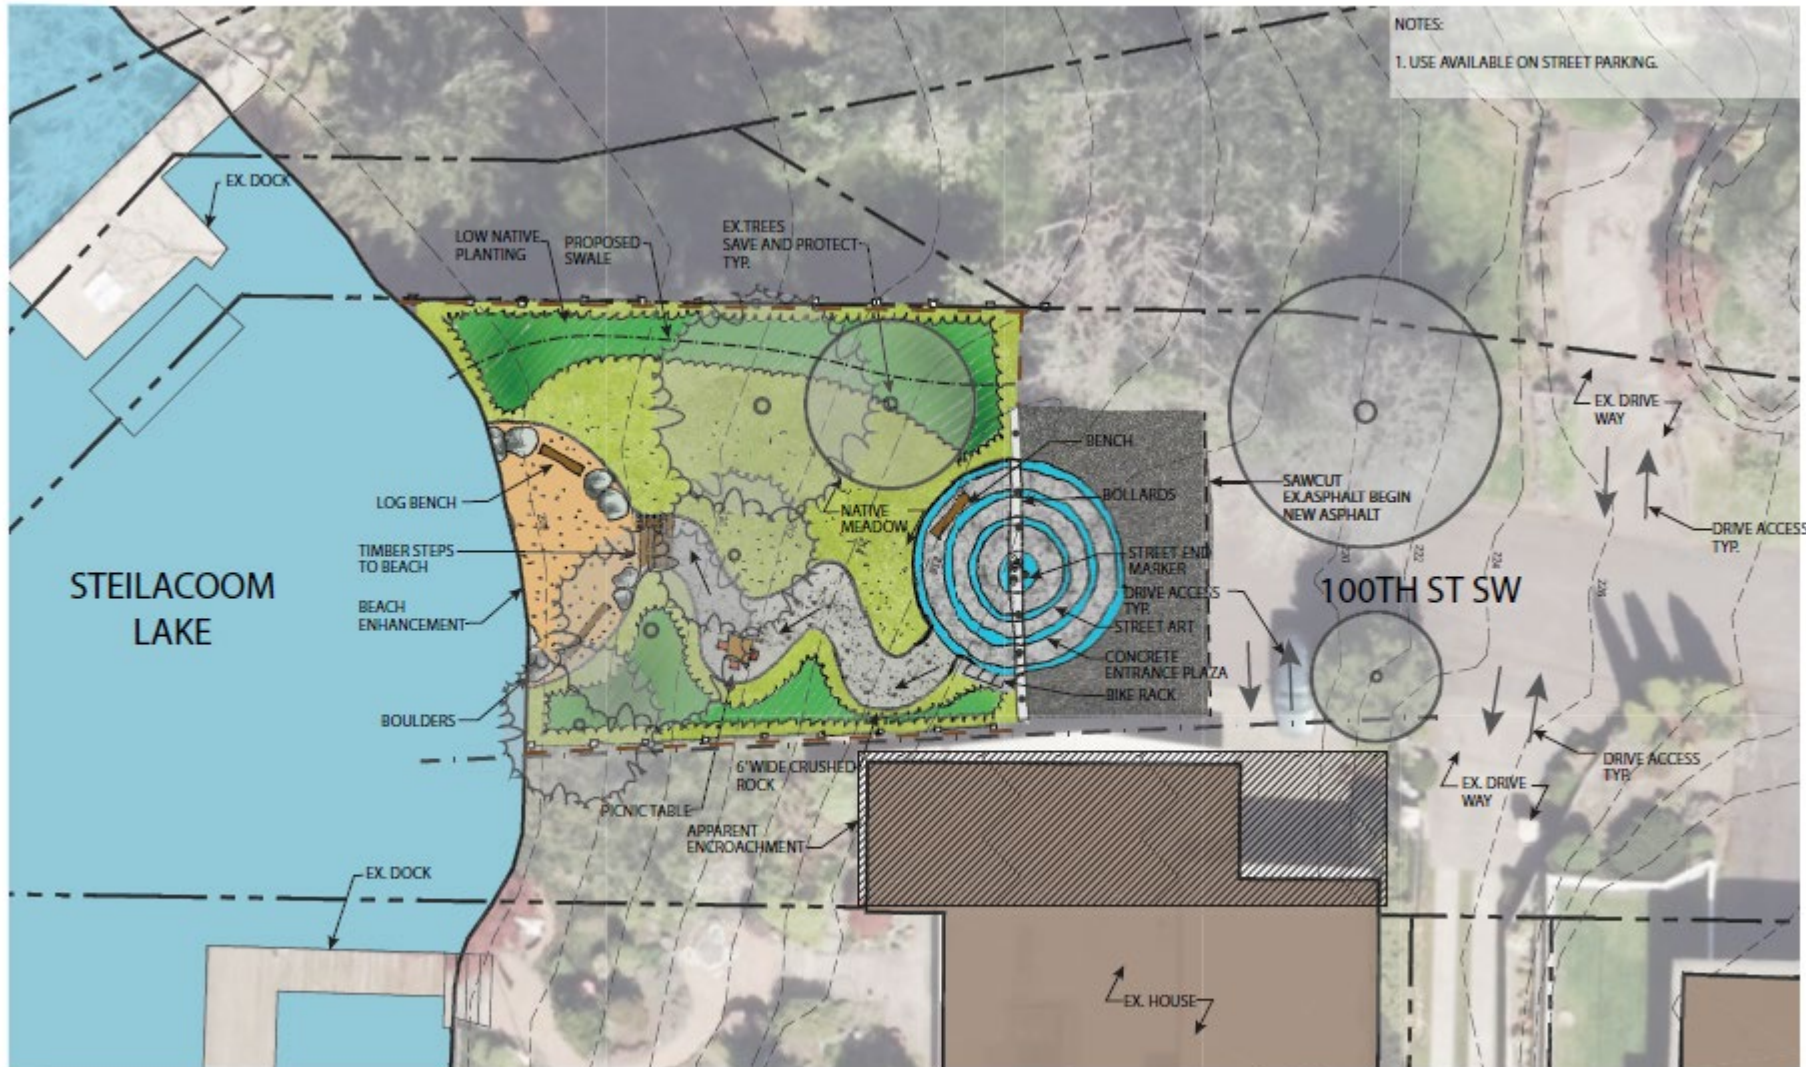 NOTES:
1. USE AVAILABLE ON STREET PARKING.
EX. DOCK
LOW NATIVE
PLANTING
PROPOSED
SWALE
EX.TREES
SAVE AND PROTECT
TYP.
EX. DRIVE
WAY
BENCH
LOG BENCH
BOLLARDS
SAWCUT
EX.ASPHALT BEGIN
NEW ASPHALT
NATIVE
MEADOW
DRIVE ACCESS
TYP.
TIMBER STEPS
TO BEACH
STREET END
MARKER
220
222
224
226
STEILACOOM
LAKE
100TH ST SW
DRIVE ACCESS
TYP.
BEACH
ENHANCEMENT
STREET ART
CONCRETE
ENTRANCE PLAZA
BIKE RACK
BOULDERS
6' WIDE CRUSHED
ROCK
DRIVE ACCESS
TYP.
EX. DRIVE
WAY
PICNIC TABLE
APPARENT
ENCROACHMENT
EX. DOCK
EX. HOUSE